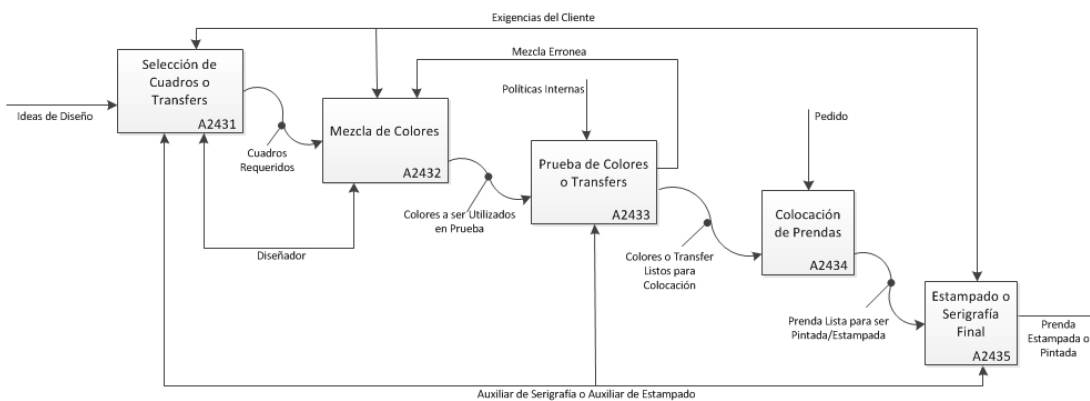 Exigencias del Cliente
Selección de
Cuadros o
Transfers
A2431
Ideas de Diseño
Cuadros
Requeridos
Mezcla Erronea
Mezcla de Colores
A2432
Políticas Internas
Colores a ser Utilizados
en Prueba
Prueba de Colores
o Transfers
A2433
Diseñador
Colores o Transfer
Listos para
Colocación
Pedido
Colocación
de Prendas
A2434
Prenda Lista para ser
Pintada/Estampada
Estampado o
Serigrafía
Final
A2435
Prenda
Estampada o
Pintada
Auxiliar de Serigrafía o Auxiliar de Estampado